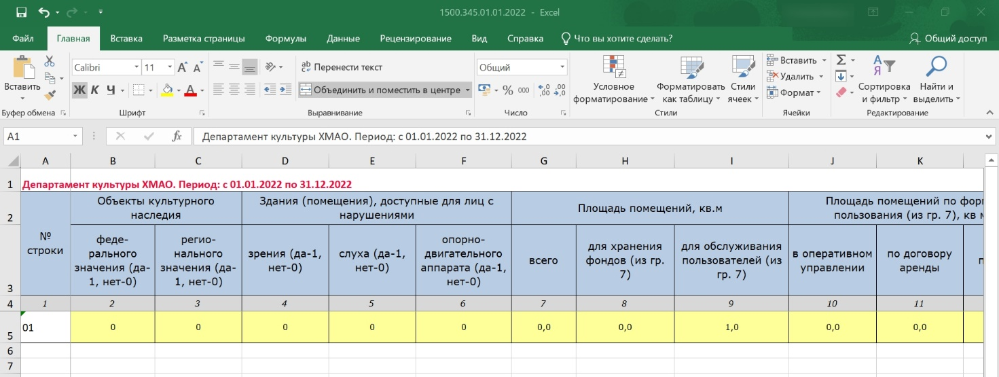 1500.345.01.01.2022 - Excel
Файл Главная Вставка Разметка страницы Формулы Данные Рецензирование Вид Справка Что вы хотите сделать? Общий доступ
Вставить
Буфер обмена
Calibri 11
Ж К Ч
Шрифт
Перенести текст
Объединить и поместить в центре
Выравнивание
Общий
% 000
Число
Условное форматирование
Форматировать как таблицу
Стили ячеек
Стили
Вставить
Удалить
Формат
Ячейки
Сортировка и фильтр
Найти и выделить
Редактирование
A1 fx Департамент культуры ХМАО. Период: с 01.01.2022 по 31.12.2022
A B C D E F G H I J K
1 Департамент культуры ХМАО. Период: с 01.01.2022 по 31.12.2022
2
№ строки
Объекты культурного
наследия
Здания (помещения), доступные для лиц с
нарушениями
Площадь помещений, кв.м
Площадь помещений по
пользования (из гр. 7), кв
3
феде-
рального
значения (да-
1, нет-0)
регио-
нального
значения (да-
1, нет-0)
зрения (да-1,
нет-0)
слуха (да-1,
нет-0)
опорно-
двигательного
аппарата (да-1,
нет-0)
всего
для хранения
фондов (из гр.
7)
для обслуживания
пользователей (из
гр. 7)
в оперативном
управлении
по договору
аренды
4 1 2 3 4 5 6 7 8 9 10 11
5 01 0 0 0 0 0 0,0 0,0 1,0 0,0 0,0
6
7